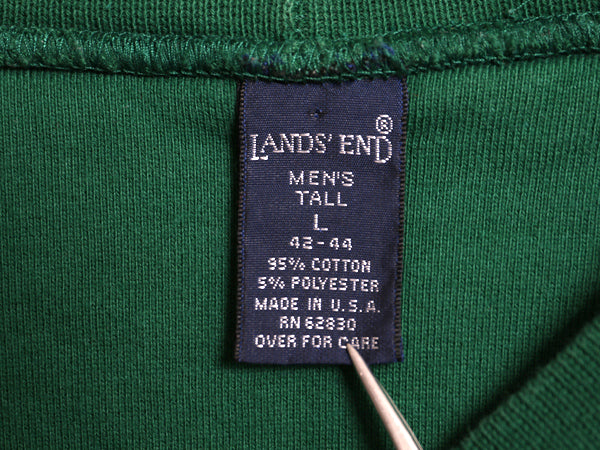 LANDS' END®
MEN'S
TALL
L
42-44
95% COTTON
5% POLYESTER
MADE IN U.S.A.
RN 62830
OVER FOR CARE